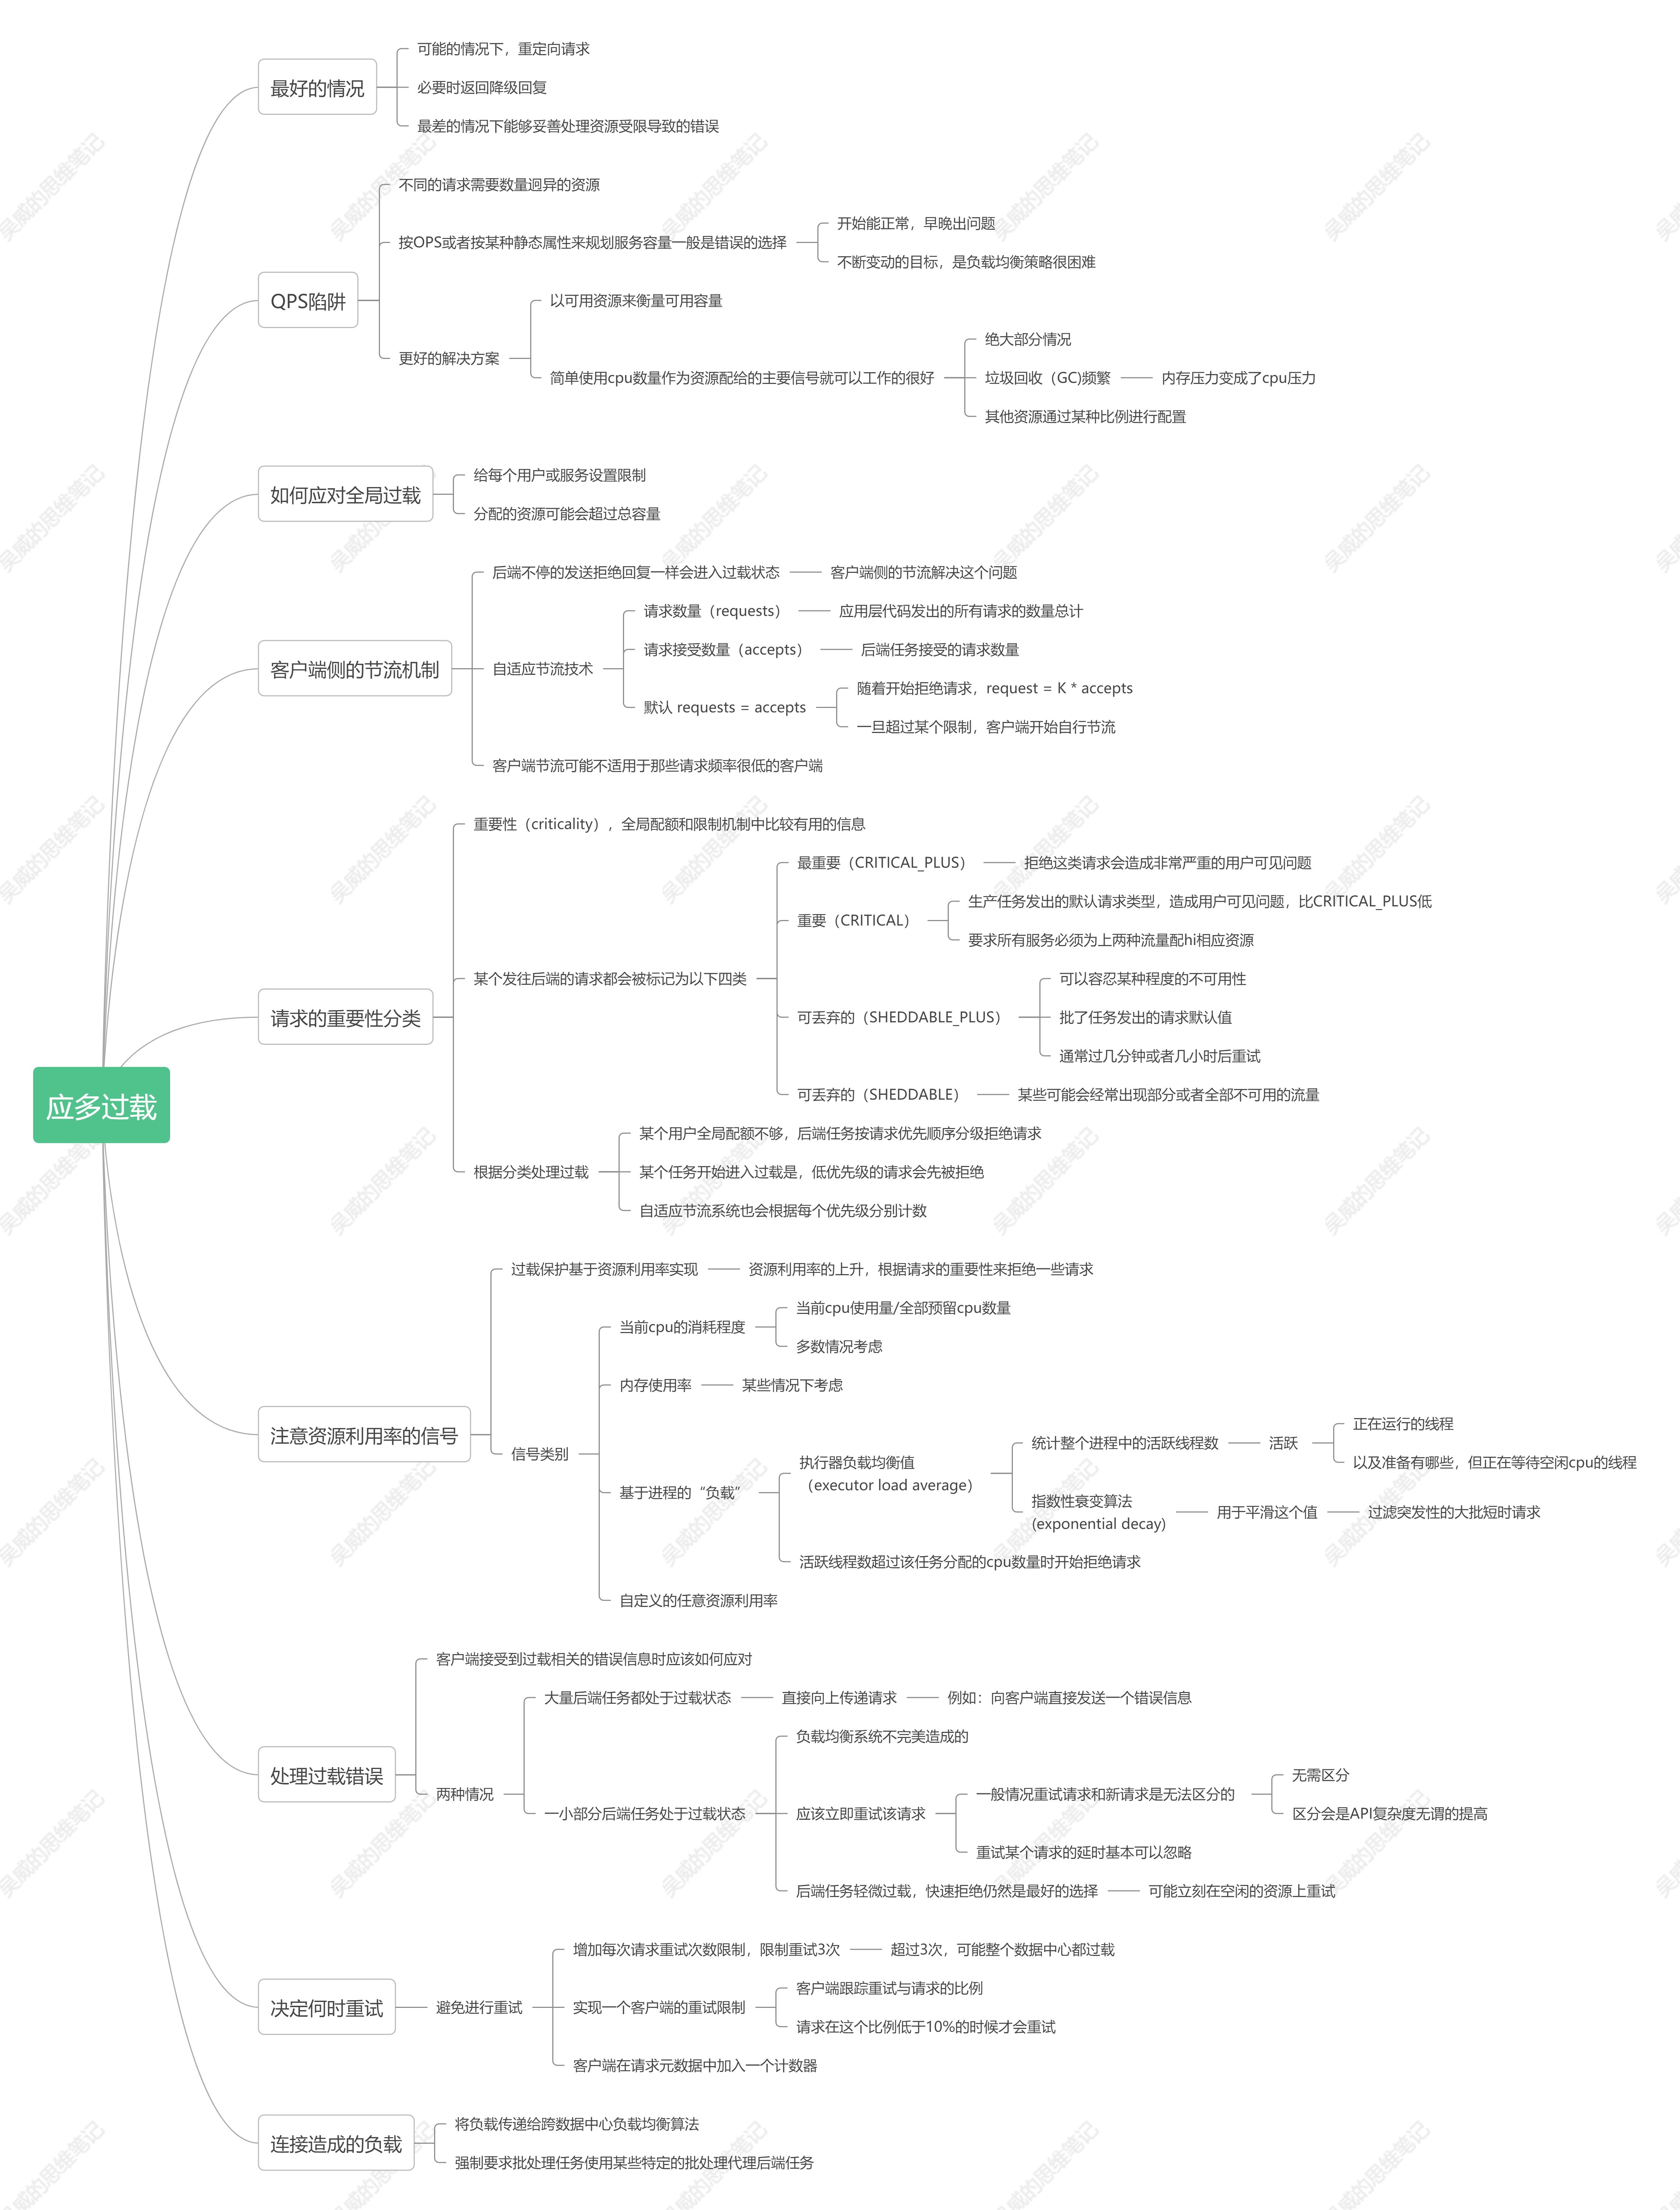 应多过载
最好的情况
可能的情况下，重定向请求
必要时返回降级回复
最差的情况下能够妥善处理资源受限导致的错误
QPS陷阱
不同的请求需要数量迥异的资源
按OPS或者按某种静态属性来规划服务容量一般是错误的选择
开始能正常，早晚出问题
不断变动的目标，是负载均衡策略很困难
更好的解决方案
以可用资源来衡量可用容量
简单使用cpu数量作为资源配给的主要信号就可以工作的很好
绝大部分情况
垃圾回收（GC)频繁
内存压力变成了cpu压力
其他资源通过某种比例进行配置
如何应对全局过载
给每个用户或服务设置限制
分配的资源可能会超过总容量
客户端侧的节流机制
后端不停的发送拒绝回复一样会进入过载状态
客户端侧的节流解决这个问题
自适应节流技术
请求数量（requests）
应用层代码发出的所有请求的数量总计
请求接受数量（accepts）
后端任务接受的请求数量
默认 requests = accepts
随着开始拒绝请求，request = K * accepts
一旦超过某个限制，客户端开始自行节流
客户端节流可能不适用于那些请求频率很低的客户端
请求的重要性分类
重要性（criticality），全局配额和限制机制中比较有用的信息
某个发往后端的请求都会被标记为以下四类
最重要（CRITICAL_PLUS）
拒绝这类请求会造成非常严重的用户可见问题
重要（CRITICAL）
生产任务发出的默认请求类型，造成用户可见问题，比CRITICAL_PLUS低
要求所有服务必须为上两种流量配hi相应资源
可丢弃的（SHEDDABLE_PLUS）
可以容忍某种程度的不可用性
批了任务发出的请求默认值
通常过几分钟或者几小时后重试
可丢弃的（SHEDDABLE）
某些可能会经常出现部分或者全部不可用的流量
根据分类处理过载
某个用户全局配额不够，后端任务按请求优先顺序分级拒绝请求
某个任务开始进入过载是，低优先级的请求会先被拒绝
自适应节流系统也会根据每个优先级分别计数
注意资源利用率的信号
过载保护基于资源利用率实现
资源利用率的上升，根据请求的重要性来拒绝一些请求
信号类别
当前cpu的消耗程度
当前cpu使用量/全部预留cpu数量
多数情况考虑
内存使用率
某些情况下考虑
基于进程的“负载”
执行器负载均衡值
（executor load average）
统计整个进程中的活跃线程数
活跃
正在运行的线程
以及准备有哪些，但正在等待空闲cpu的线程
指数性衰变算法
(exponential decay)
用于平滑这个值
过滤突发性的大批短时请求
活跃线程数超过该任务分配的cpu数量时开始拒绝请求
自定义的任意资源利用率
处理过载错误
客户端接受到过载相关的错误信息时应该如何应对
两种情况
大量后端任务都处于过载状态
直接向上传递请求
例如：向客户端直接发送一个错误信息
一小部分后端任务处于过载状态
负载均衡系统不完美造成的
应该立即重试该请求
一般情况重试请求和新请求是无法区分的
无需区分
区分会是API复杂度无谓的提高
重试某个请求的延时基本可以忽略
后端任务轻微过载，快速拒绝仍然是最好的选择
可能立刻在空闲的资源上重试
决定何时重试
避免进行重试
增加每次请求重试次数限制，限制重试3次
超过3次，可能整个数据中心都过载
实现一个客户端的重试限制
客户端跟踪重试与请求的比例
请求在这个比例低于10%的时候才会重试
客户端在请求元数据中加入一个计数器
连接造成的负载
将负载传递给跨数据中心负载均衡算法
强制要求批处理任务使用某些特定的批处理代理后端任务
吴威的思维笔记